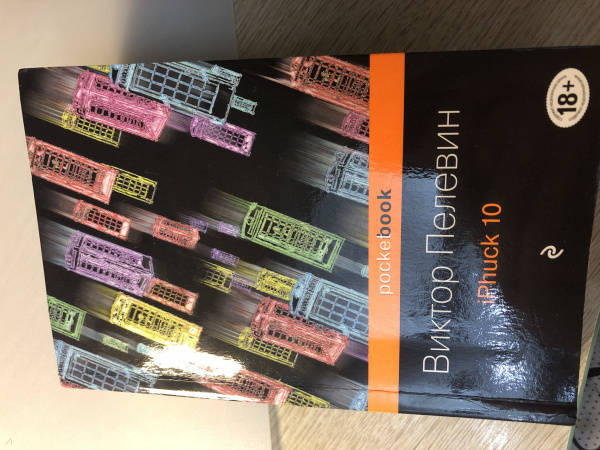 Виктор Пелевин
iPhuck 10
pocketbook
18+